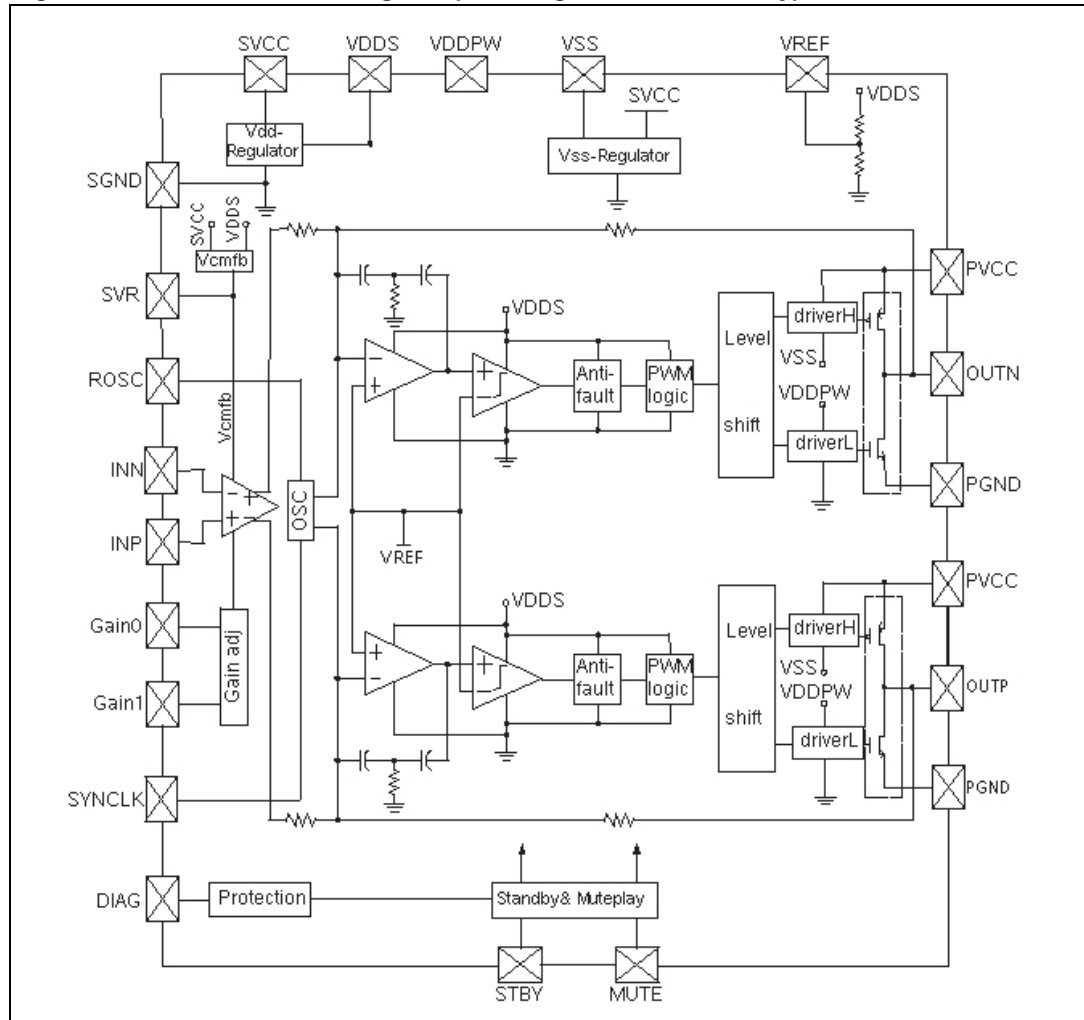 SVCC
VDDS
VDDPW
VSS
VREF
SVCC
VDDS
Vdd-
Regulator
Vss-Regulator
SGND
SVCC
VDDS
Vcmfb
SVR
PVCC
VDDS
driverH
Level
shift
VSS
Anti-
fault
PWM
logic
VDDPW
OUTN
ROSC
Vcmfb
driverL
INN
OSC
PGND
INP
VREF
PVCC
VDDS
Gain0
Gain adj
Level
shift
driverH
Anti-
fault
PWM
logic
VSS
VDDPW
OUTP
Gain1
driverL
SYNCLK
PGND
DIAG
Protection
Standby& Muteplay
STBY
MUTE